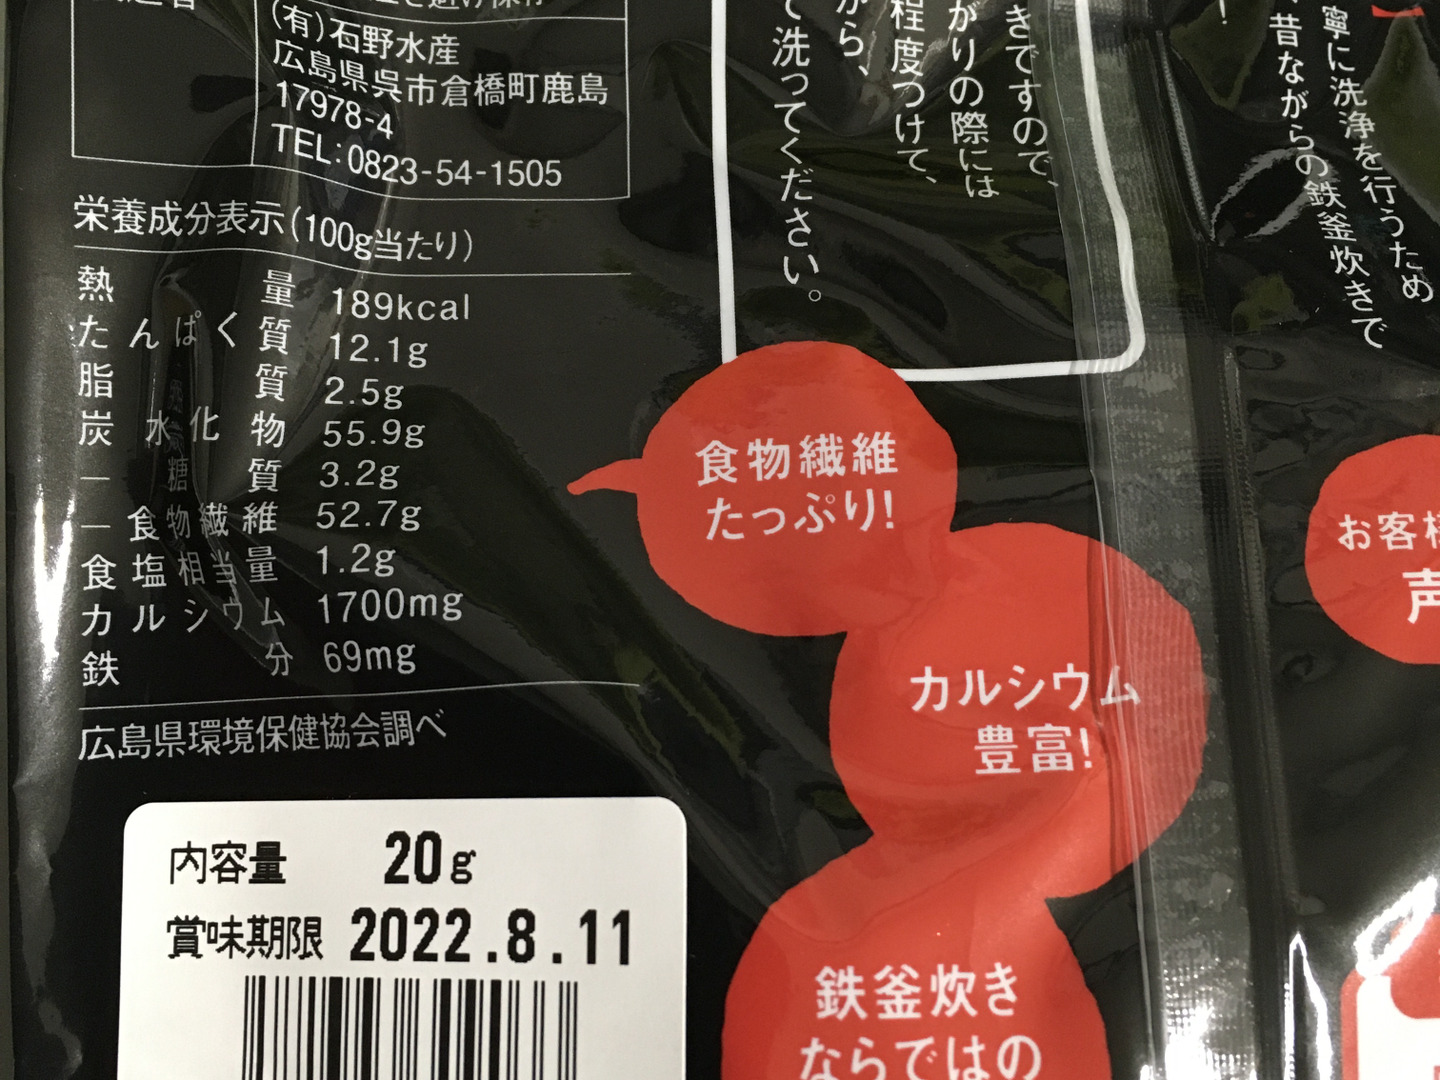 (有)石野水産
広島県呉市倉橋町鹿島
17978-4
TEL:0823-54-1505
栄養成分表示(100g当たり)
熱量 189kcal
たんぱく質 12.1g
脂質 2.5g
炭水化物 55.9g
― 糖質 3.2g
― 食物繊維 52.7g
食塩相当量 1.2g
カルシウム 1700mg
鉄分 69mg
広島県環境保健協会調べ
内容量 20g
賞味期限 2022.8.11
寧に洗浄を行うため
昔ながらの鉄釜炊きで
きですので、
がりの際には
程度つけて、
から、
て洗ってください。
食物繊維
たっぷり!
カルシウム
豊富!
鉄釜炊き
ならではの
お客様
声